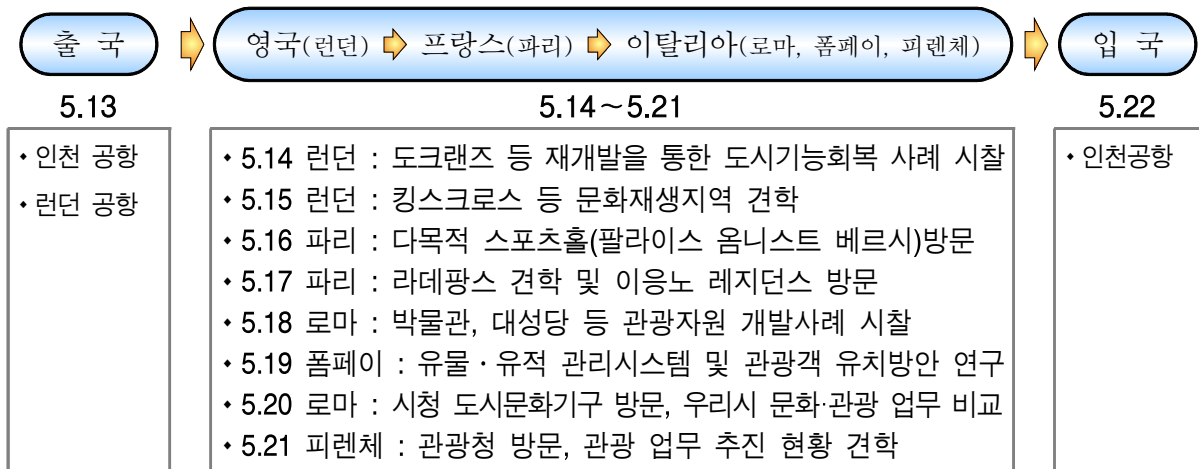 출 국
영국(런던) 프랑스(파리) 이탈리아(로마, 폼페이, 피렌체)
입 국
5.13
5.14~5.21
5.22
• 인천 공항
• 런던 공항
• 5.14 런던 : 도크랜즈 등 재개발을 통한 도시기능회복 사례 시찰
• 5.15 런던 : 킹스크로스 등 문화재생지역 견학
• 5.16 파리 : 다목적 스포츠홀(팔라이스 옴니스트 베르시)방문
• 5.17 파리 : 라데팡스 견학 및 이응노 레지던스 방문
• 5.18 로마 : 박물관, 대성당 등 관광자원 개발사례 시찰
• 5.19 폼페이 : 유물·유적 관리시스템 및 관광객 유치방안 연구
• 5.20 로마 : 시청 도시문화기구 방문, 우리시 문화·관광 업무 비교
• 5.21 피렌체 : 관광청 방문, 관광 업무 추진 현황 견학
• 인천공항